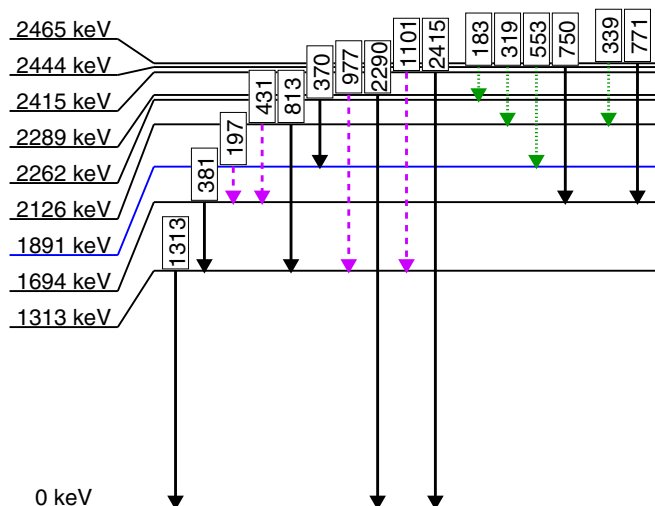 2465 keV
2444 keV
2415 keV
2289 keV
2262 keV
2126 keV
1891 keV
1694 keV
1313 keV
0 keV
1313
381
197
431
813
370
977
2290
1101
2415
183
319
553
750
339
771